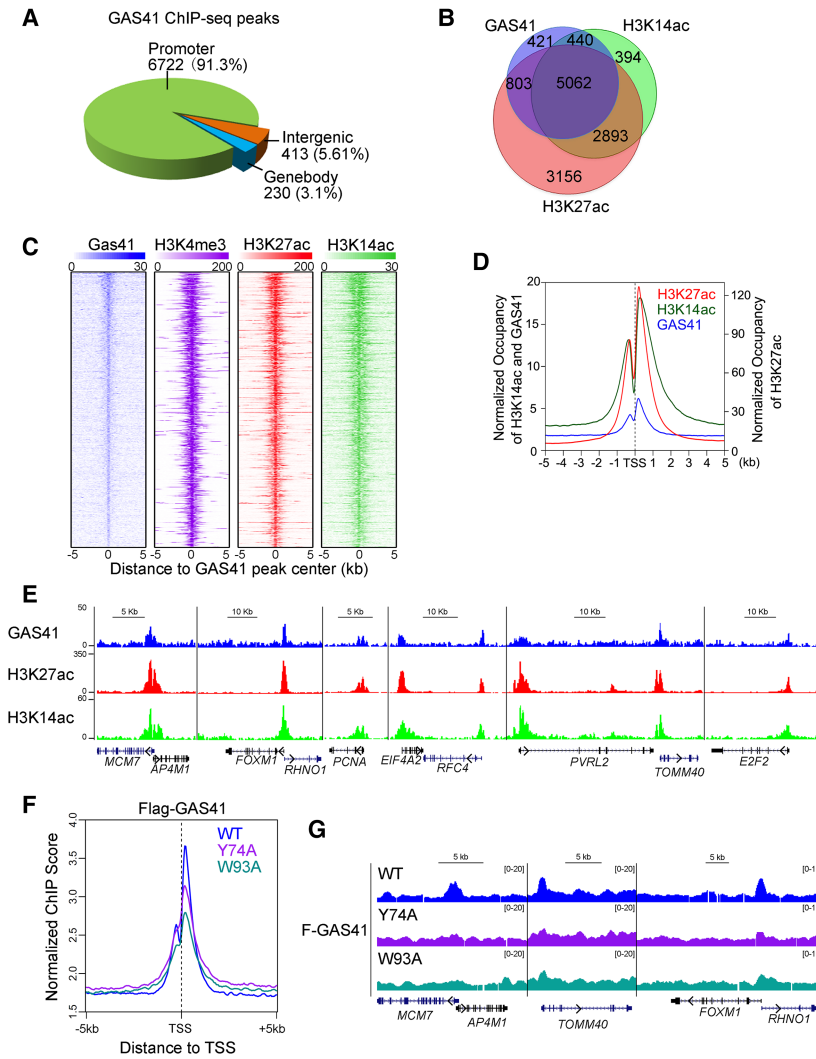 A
GAS41 ChIP-seq peaks
Promoter
6722 (91.3%)
Intergenic
413 (5.61%)
Genebody
230 (3.1%)
B
GAS41
H3K14ac
421
440
394
803
5062
2893
3156
H3K27ac
C
Gas41 H3K4me3 H3K27ac H3K14ac
0 30 0 200 0 200 0 30
-5 0 5 -5 0 5 -5 0 5 -5 0 5
Distance to GAS41 peak center (kb)
D
Normalized Occupancy
of H3K14ac and GAS41
20
15
10
5
0
H3K27ac
H3K14ac
GAS41
120
90
60
30
0
Normalized Occupancy
of H3K27ac
-5 -4 -3 -2 -1 TSS 1 2 3 4 5 (kb)
E
5 Kb 10 Kb 5 Kb 10 Kb 10 Kb 10 Kb
GAS41
50
0
H3K27ac
350
0
H3K14ac
60
0
MCM7 AP4M1 FOXM1 RHNO1 PCNA EIF4A2 RFC4 PVRL2 TOMM40 E2F2
F
Flag-GAS41
Normalized ChIP Score
4.0
3.5
3.0
2.5
2.0
1.5
WT
Y74A
W93A
-5kb TSS +5kb
Distance to TSS
G
5 kb 5 kb 5 kb
F-GAS41
WT [0-20] [0-20] [0-1
Y74A [0-20] [0-20] [0-1
W93A [0-20] [0-20] [0-1
MCM7 AP4M1 TOMM40 FOXM1 RHNO1